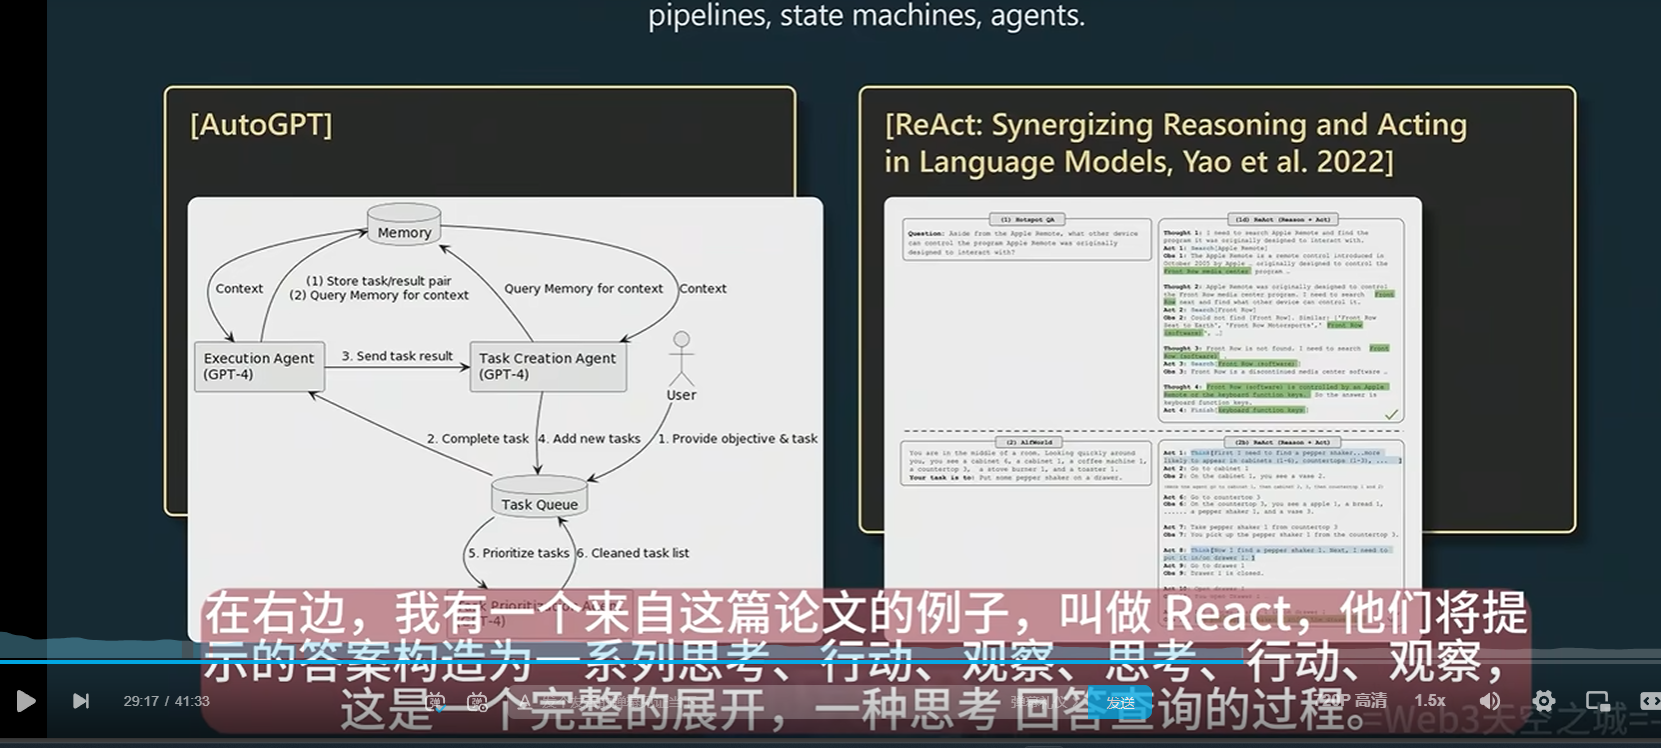 pipelines, state machines, agents.
[AutoGPT]
Memory
Context
(1) Store task/result pair
(2) Query Memory for context
Query Memory for context
Context
Execution Agent
(GPT-4)
3. Send task result
Task Creation Agent
(GPT-4)
User
2. Complete task
4. Add new tasks
1. Provide objective & task
Task Queue
5. Prioritize tasks
6. Cleaned task list
[ReAct: Synergizing Reasoning and Acting
in Language Models, Yao et al. 2022]
(1) Hotspot QA
Question: Aside from the Apple Remote, what other device
can control the program Apple Remote was originally
designed to interact with?
(1d) ReAct (Reason + Act)
Thought 1: I need to search Apple Remote and find the
program it was originally designed to interact with.
Act 1: Search[Apple Remote]
Obs 1: The Apple Remote is a remote control introduced in
October 2005 by Apple … originally designed to control the
Front Row media center program …
Thought 2: Apple Remote was originally designed to control
the Front Row media center program. I need to search Front
Row next and find what other device can control it.
Act 2: Search[Front Row]
Obs 2: Could not find [Front Row]. Similar: ['Front Row
Seat to Earth', 'Front Row Motorsports', 'Front Row
(software)', …]
Thought 3: Front Row is not found. I need to search Front
Row (software) .
Act 3: Search[Front Row (software)]
Obs 3: Front Row is a discontinued media center software …
Thought 4: Front Row (software) is controlled by an Apple
Remote or the keyboard function keys. So the answer is
keyboard function keys.
Act 4: Finish[keyboard function keys]
(2) AlfWorld
You are in the middle of a room. Looking quickly around
you, you see a cabinet 6, a cabinet 1, a coffee machine 1,
a countertop 3, a stove burner 1, and a toaster 1.
Your task is to: Put some pepper shaker on a drawer.
(2b) ReAct (Reason + Act)
Act 1: Think[First I need to find a pepper shaker...more
likely to appear in cabinets (1-6), countertops (1-3), ... ]
Act 2: Go to cabinet 1
Obs 2: On the cabinet 1, you see a vase 2.
Act 6: Go to countertop 3
Obs 6: On the countertop 3, you see a apple 1, a bread 1,
...... a pepper shaker 1, and a vase 3.
Act 7: Take pepper shaker 1 from countertop 3
Obs 7: You pick up the pepper shaker 1 from the countertop 3.
Act 8: Think[Now I find a pepper shaker 1. Next, I need to
put it in/on drawer 1. ]
Act 9: Go to drawer 1
Obs 9: Drawer 1 is closed.
在右边，我有一个来自这篇论文的例子，叫做 React，他们将提
示的答案构造为一系列思考、行动、观察、思考、行动、观察，
这是一个完整的展开，一种思考 回答查询的过程。
29:17 / 41:33
发送
720P 高清
1.5x
=Web3天空之城=